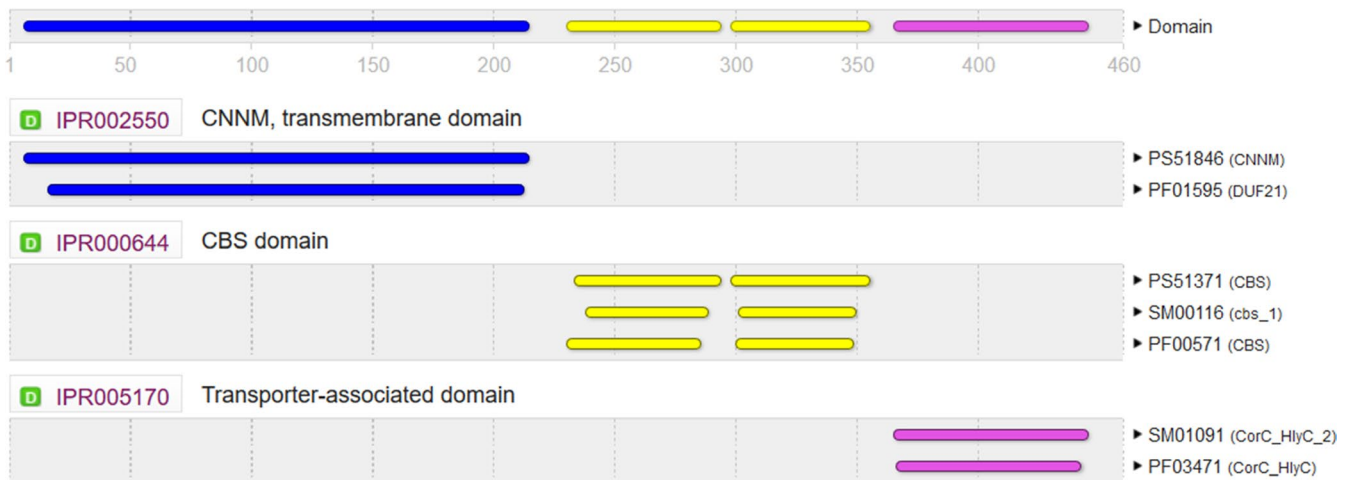 Domain
1 50 100 150 200 250 300 350 400 460
D IPR002550 CNNM, transmembrane domain
PS51846 (CNNM)
PF01595 (DUF21)
D IPR000644 CBS domain
PS51371 (CBS)
SM00116 (cbs_1)
PF00571 (CBS)
D IPR005170 Transporter-associated domain
SM01091 (CorC_HlyC_2)
PF03471 (CorC_HlyC)